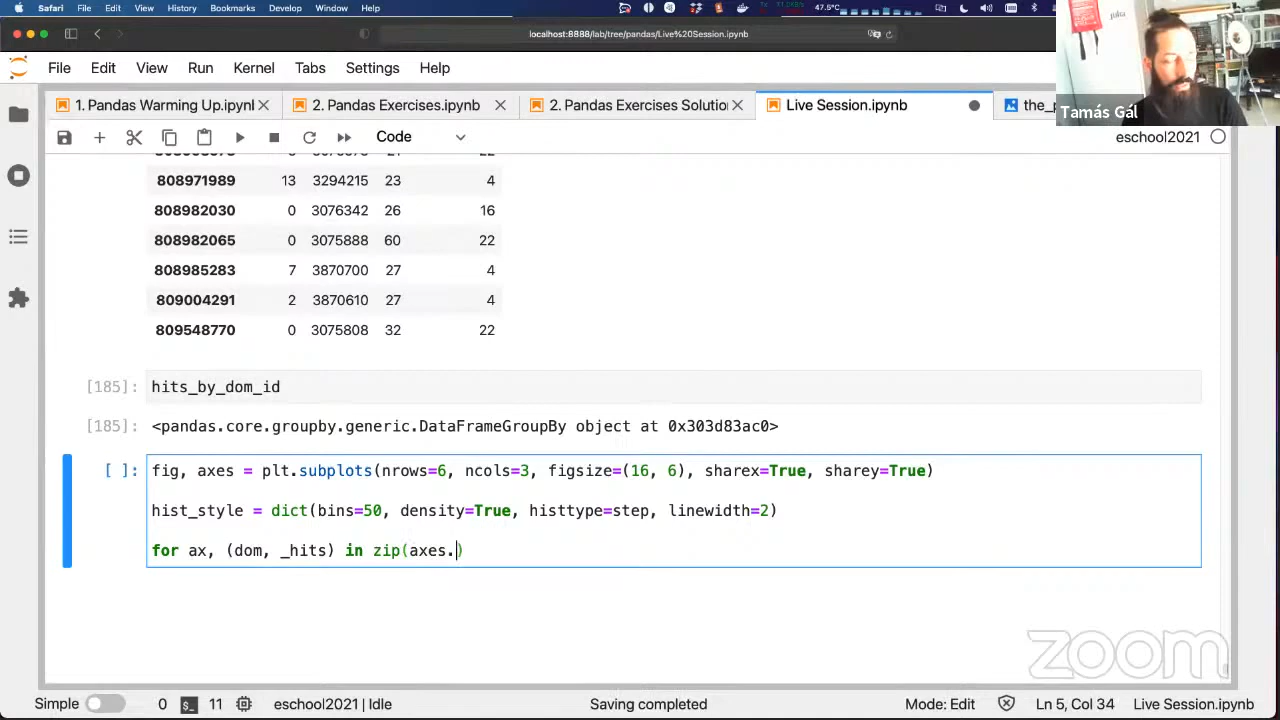 Safari File Edit View History Bookmarks Develop Window Help 47.5°C
localhost:8888/lab/tree/pandas/Live%20Session.ipynb
File Edit View Run Kernel Tabs Settings Help
1. Pandas Warming Up.ipynl 2. Pandas Exercises.ipynb 2. Pandas Exercises Solutio Live Session.ipynb the_p
Tamás Gál
Code eschool2021
808971989 13 3294215 23 4
808982030 0 3076342 26 16
808982065 0 3075888 60 22
808985283 7 3870700 27 4
809004291 2 3870610 27 4
809548770 0 3075808 32 22
[185]: hits_by_dom_id
[185]: <pandas.core.groupby.generic.DataFrameGroupBy object at 0x303d83ac0>
[ ]: fig, axes = plt.subplots(nrows=6, ncols=3, figsize=(16, 6), sharex=True, sharey=True)
hist_style = dict(bins=50, density=True, histtype=step, linewidth=2)
for ax, (dom, _hits) in zip(axes.)
zoom
Simple 0 $_ 11 eschool2021 | Idle Saving completed Mode: Edit Ln 5, Col 34 Live Session.ipynb